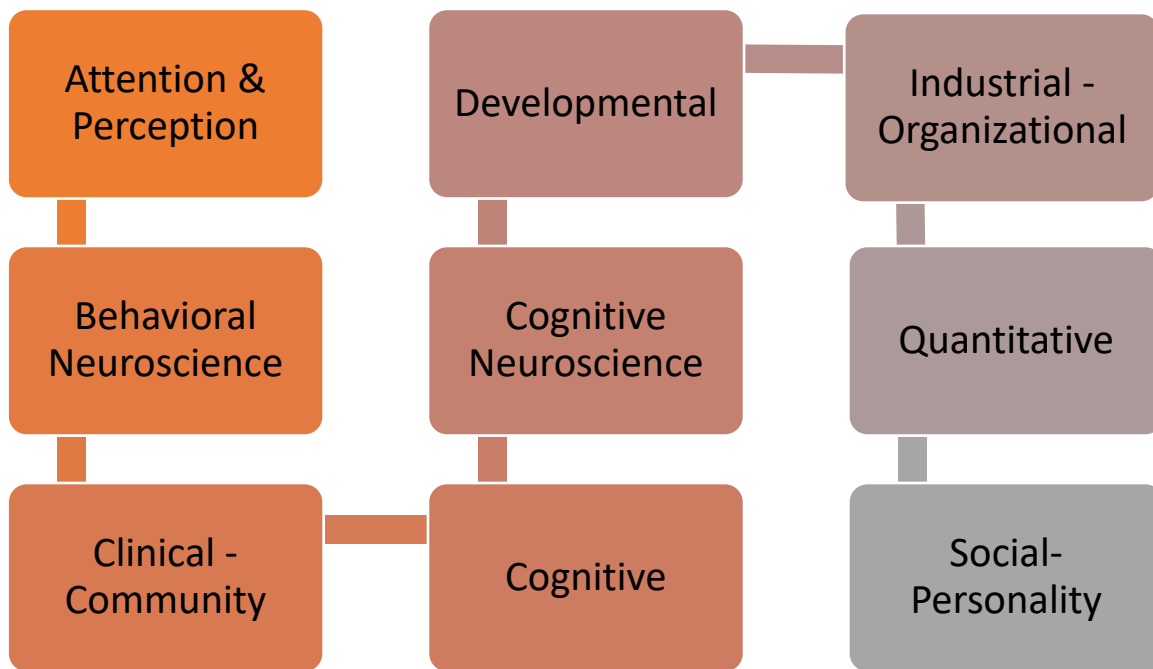 Attention &
Perception
Behavioral
Neuroscience
Clinical -
Community
Cognitive
Cognitive
Neuroscience
Developmental
Industrial -
Organizational
Quantitative
Social-
Personality